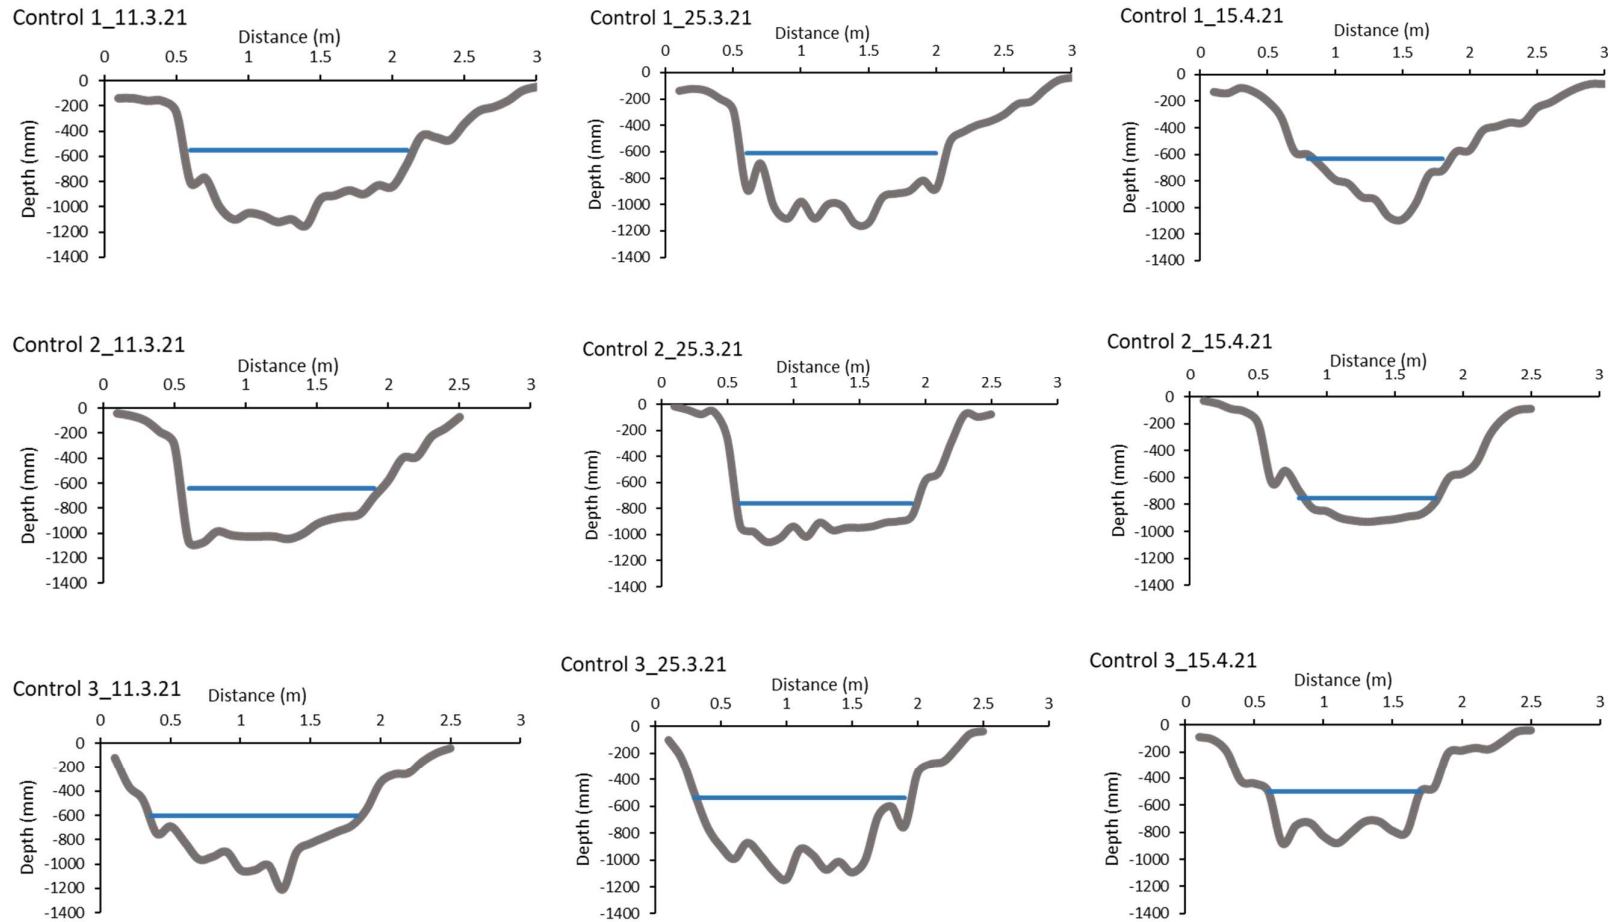 Control 1_11.3.21
Distance (m)
0 0.5 1 1.5 2 2.5 3
0
-200
-400
-600
-800
-1000
-1200
-1400
Depth (mm)
Control 1_25.3.21
Distance (m)
0 0.5 1 1.5 2 2.5 3
0
-200
-400
-600
-800
-1000
-1200
-1400
Depth (mm)
Control 1_15.4.21
Distance (m)
0 0.5 1 1.5 2 2.5 3
0
-200
-400
-600
-800
-1000
-1200
-1400
Depth (mm)
Control 2_11.3.21
Distance (m)
0 0.5 1 1.5 2 2.5 3
0
-200
-400
-600
-800
-1000
-1200
-1400
Depth (mm)
Control 2_25.3.21
Distance (m)
0 0.5 1 1.5 2 2.5 3
0
-200
-400
-600
-800
-1000
-1200
-1400
Depth (mm)
Control 2_15.4.21
Distance (m)
0 0.5 1 1.5 2 2.5 3
0
-200
-400
-600
-800
-1000
-1200
-1400
Depth (mm)
Control 3_11.3.21
Distance (m)
0 0.5 1 1.5 2 2.5 3
0
-200
-400
-600
-800
-1000
-1200
-1400
Depth (mm)
Control 3_25.3.21
Distance (m)
0 0.5 1 1.5 2 2.5 3
0
-200
-400
-600
-800
-1000
-1200
-1400
Depth (mm)
Control 3_15.4.21
Distance (m)
0 0.5 1 1.5 2 2.5 3
0
-200
-400
-600
-800
-1000
-1200
-1400
Depth (mm)